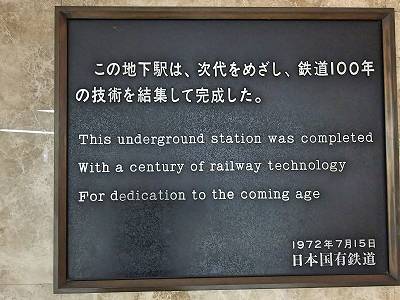 この地下駅は、次代をめざし、鉄道100年
の技術を結集して完成した。
This underground station was completed
With a century of railway technology
For dedication to the coming age
1972年7月15日
日本国有鉄道